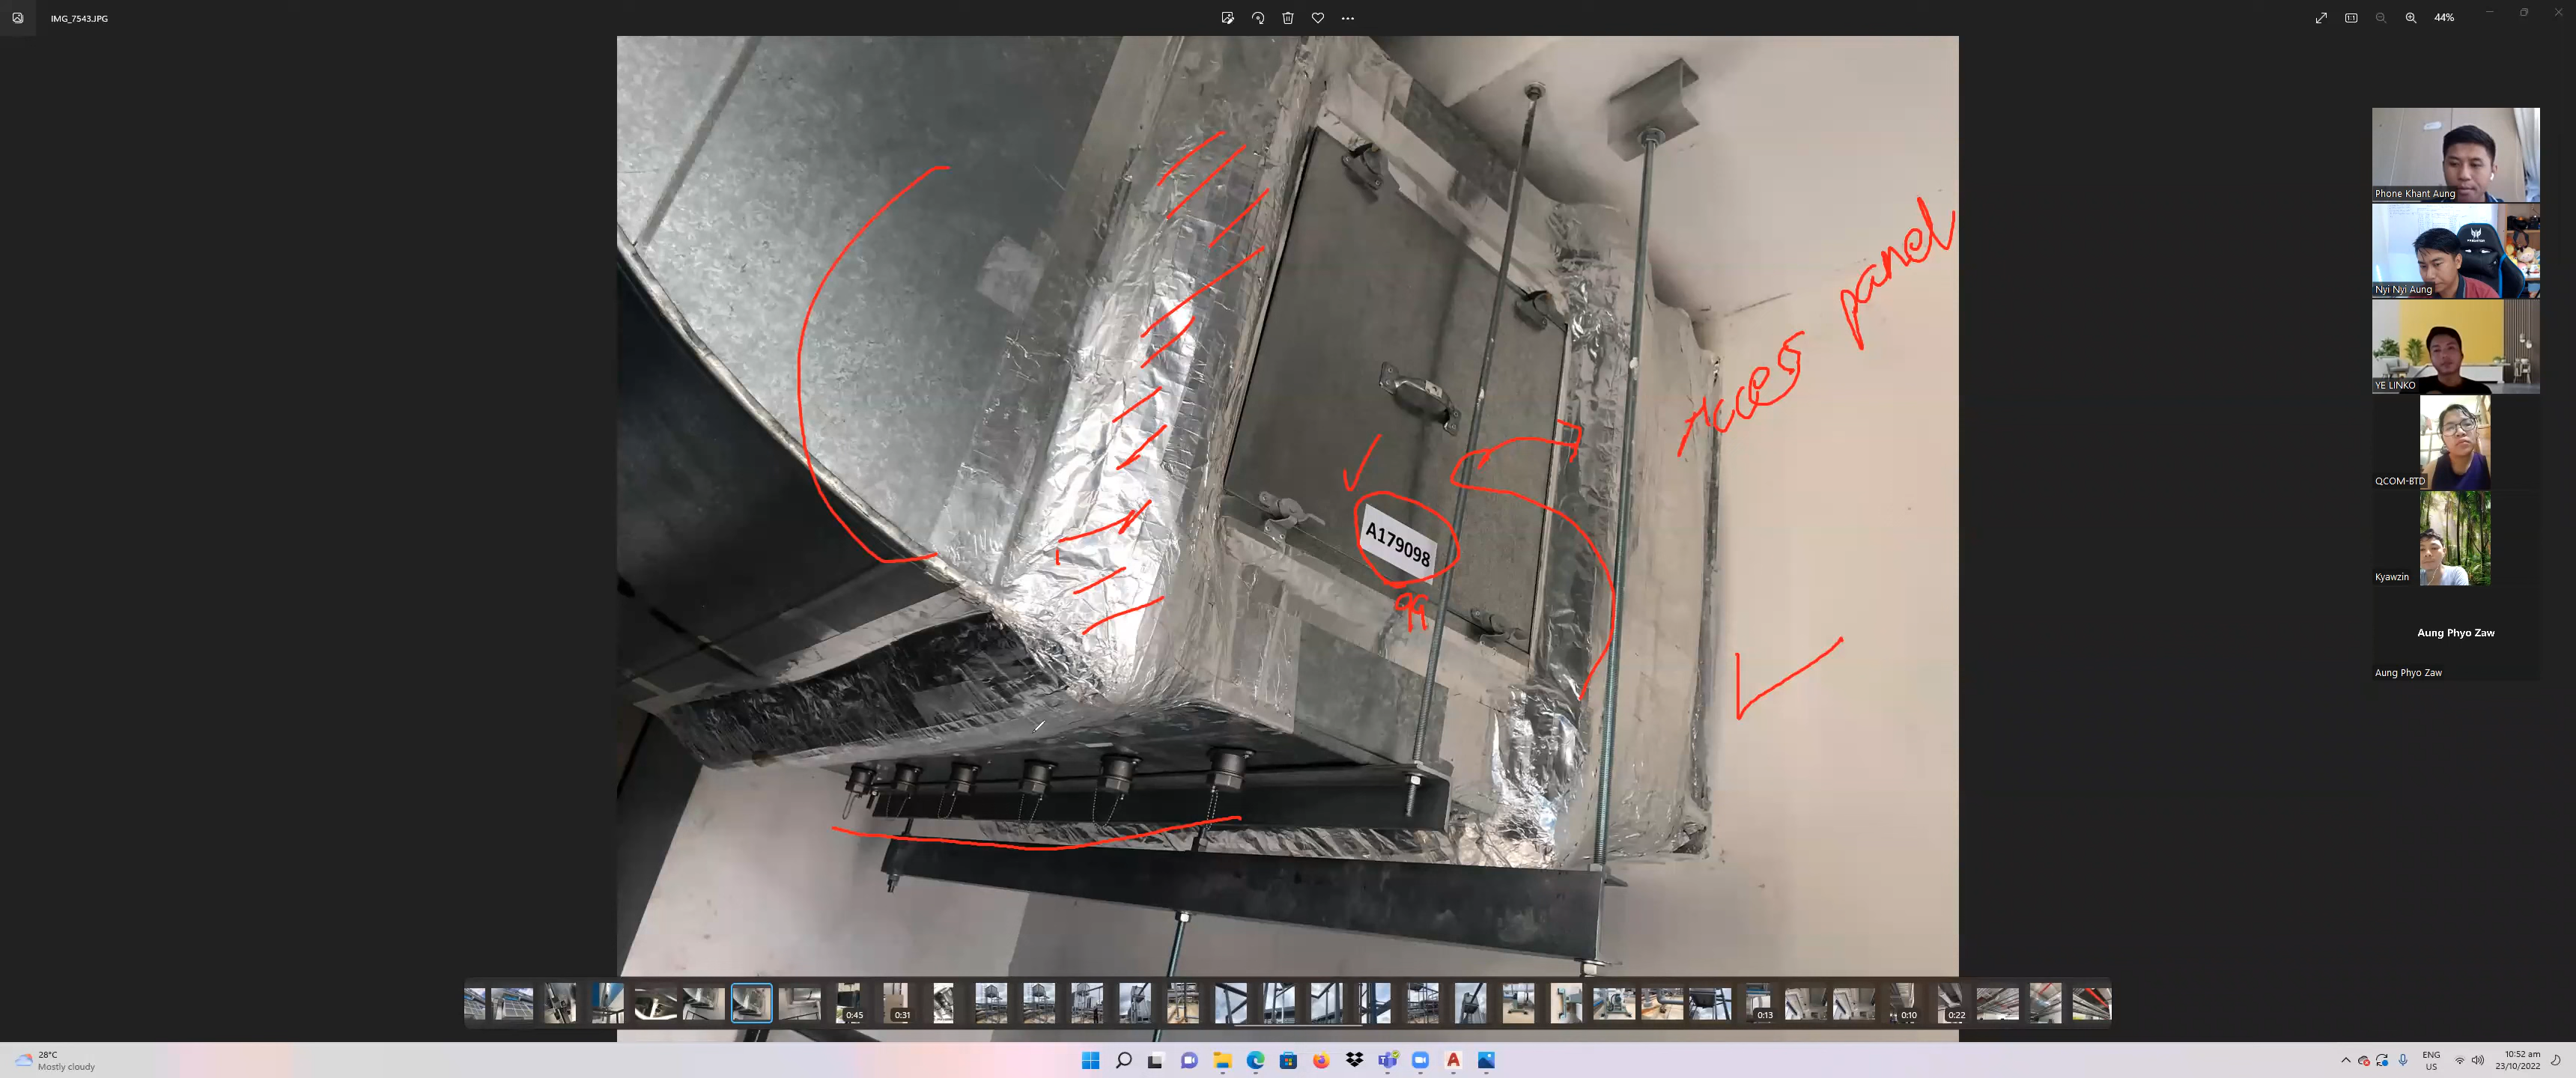 IMG_7543.JPG
44%
Acces panel
A179098
Phone Khant Aung
PREDATOR
Nyi Nyi Aung
YE LINKO
QCOM-BTD
Kyawzin
Aung Phyo Zaw
Aung Phyo Zaw
0:45
0:31
0:13
0:10
0:22
28°C
Mostly cloudy
ENG
US
10:52 am
23/10/2022